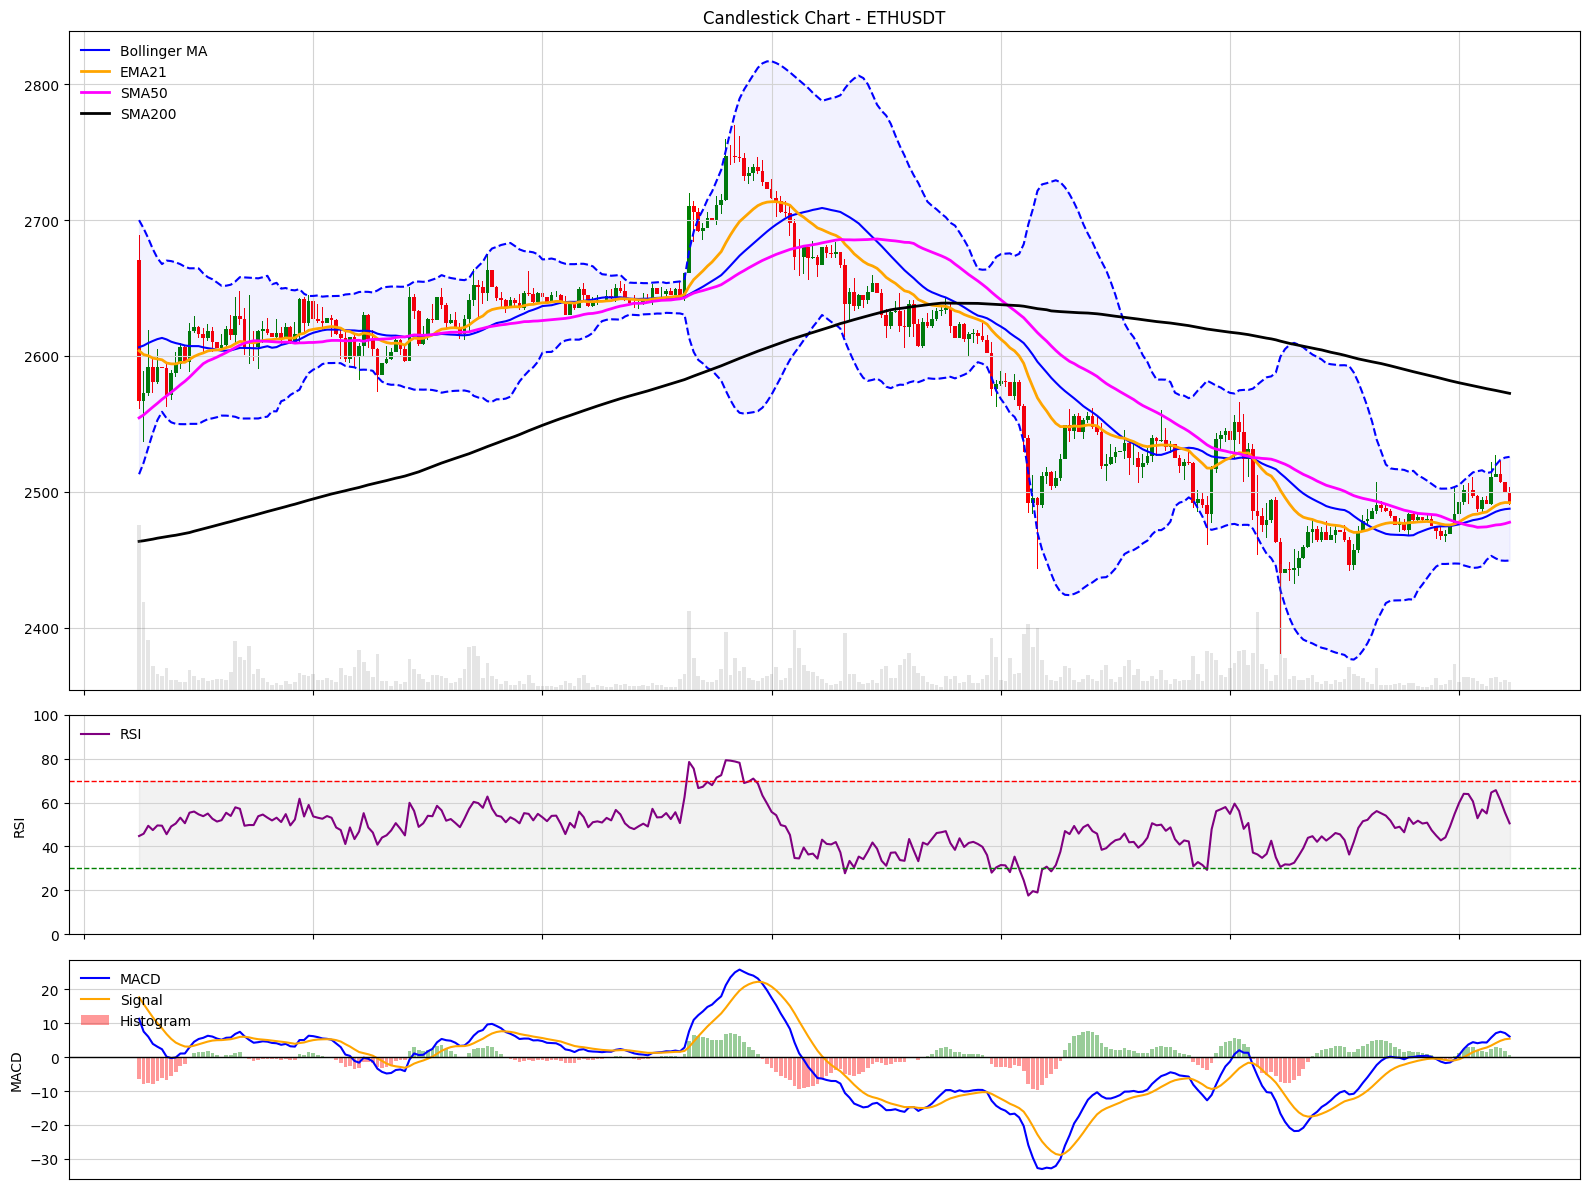 Candlestick Chart - ETHUSDT
Bollinger MA
EMA21
SMA50
SMA200
2800
2700
2600
2500
2400
RSI
100
80
60
40
20
0
RSI
MACD
Signal
Histogram
20
10
0
−10
−20
−30
MACD